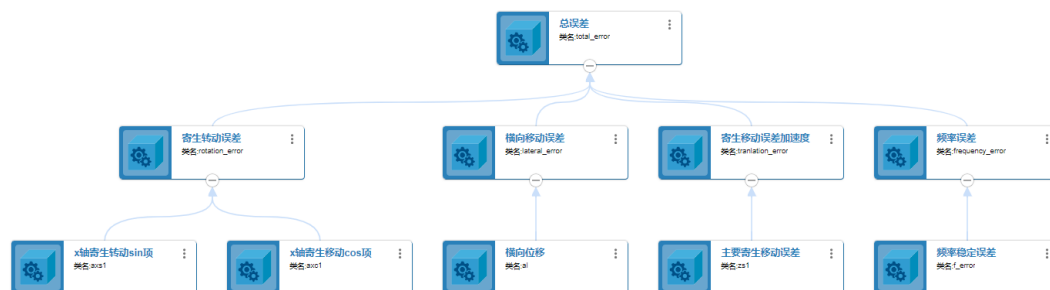 总误差
类名:total_error
寄生转动误差
类名:rotation_error
横向移动误差
类名:lateral_error
寄生移动误差加速度
类名:tranlation_error
频率误差
类名:frequency_error
x轴寄生转动sin项
类名:axs1
x轴寄生移动cos项
类名:axc1
横向位移
类名:al
主要寄生移动误差
类名:zs1
频率稳定误差
类名:f_error